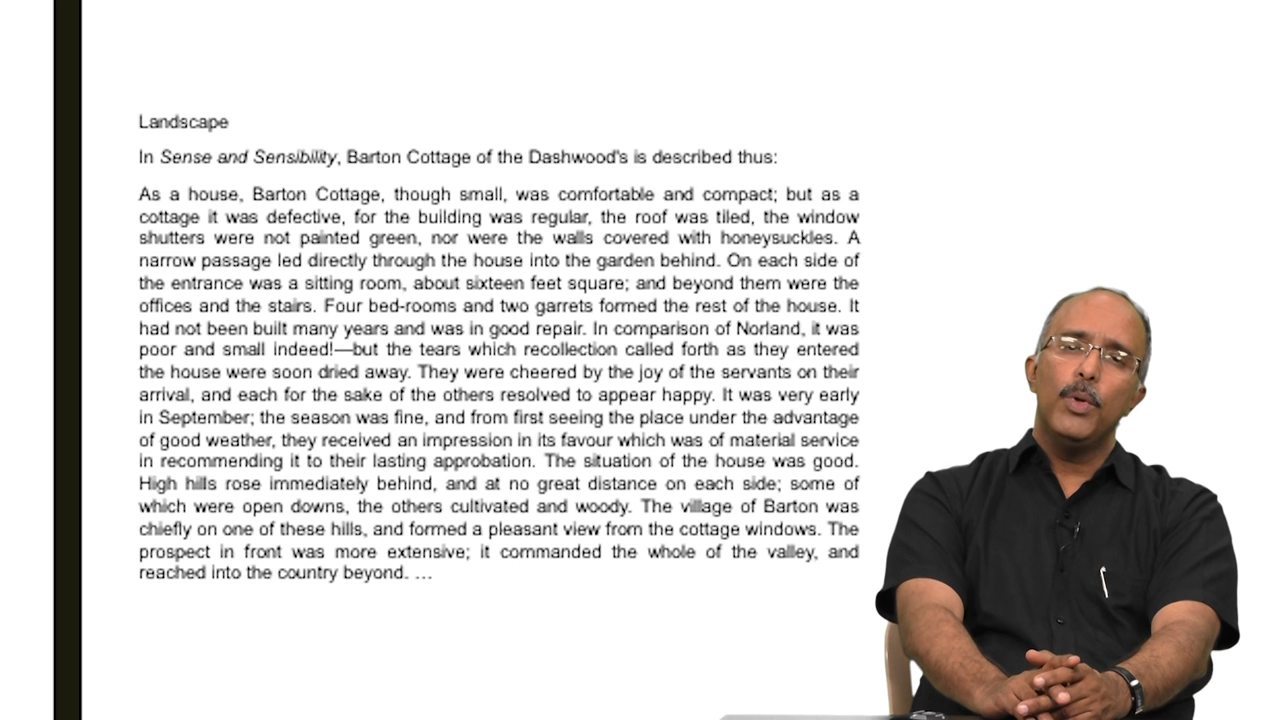 Landscape
In Sense and Sensibility, Barton Cottage of the Dashwood's is described thus:
As a house, Barton Cottage, though small, was comfortable and compact; but as a
cottage it was defective, for the building was regular, the roof was tiled, the window
shutters were not painted green, nor were the walls covered with honeysuckles. A
narrow passage led directly through the house into the garden behind. On each side of
the entrance was a sitting room, about sixteen feet square; and beyond them were the
offices and the stairs. Four bed-rooms and two garrets formed the rest of the house. It
had not been built many years and was in good repair. In comparison of Norland, it was
poor and small indeed!—but the tears which recollection called forth as they entered
the house were soon dried away. They were cheered by the joy of the servants on their
arrival, and each for the sake of the others resolved to appear happy. It was very early
in September; the season was fine, and from first seeing the place under the advantage
of good weather, they received an impression in its favour which was of material service
in recommending it to their lasting approbation. The situation of the house was good.
High hills rose immediately behind, and at no great distance on each side; some of
which were open downs, the others cultivated and woody. The village of Barton was
chiefly on one of these hills, and formed a pleasant view from the cottage windows. The
prospect in front was more extensive; it commanded the whole of the valley, and
reached into the country beyond. …